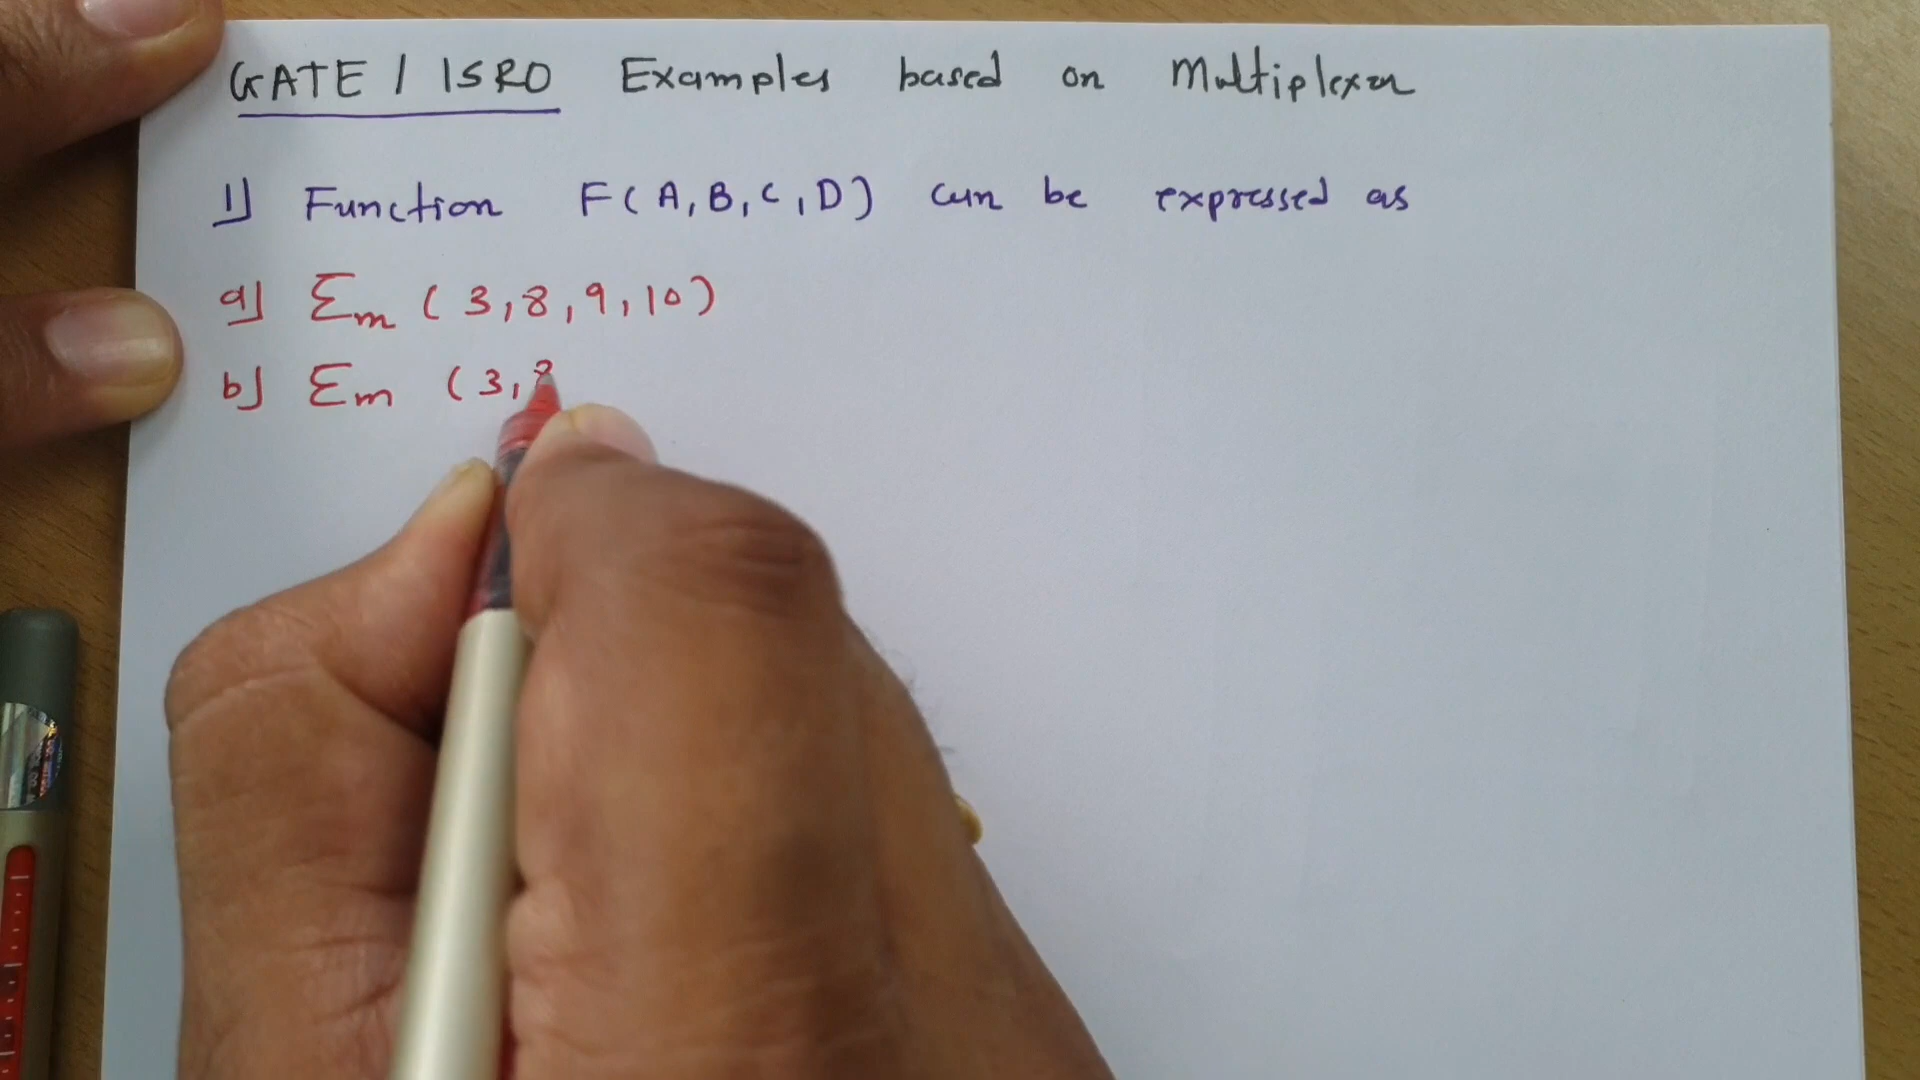 GATE / ISRO Examples based on Multiplexer
1) Function F(A,B,C,D) can be expressed as
a) Σm (3,8,9,10)
b) Σm (3,8